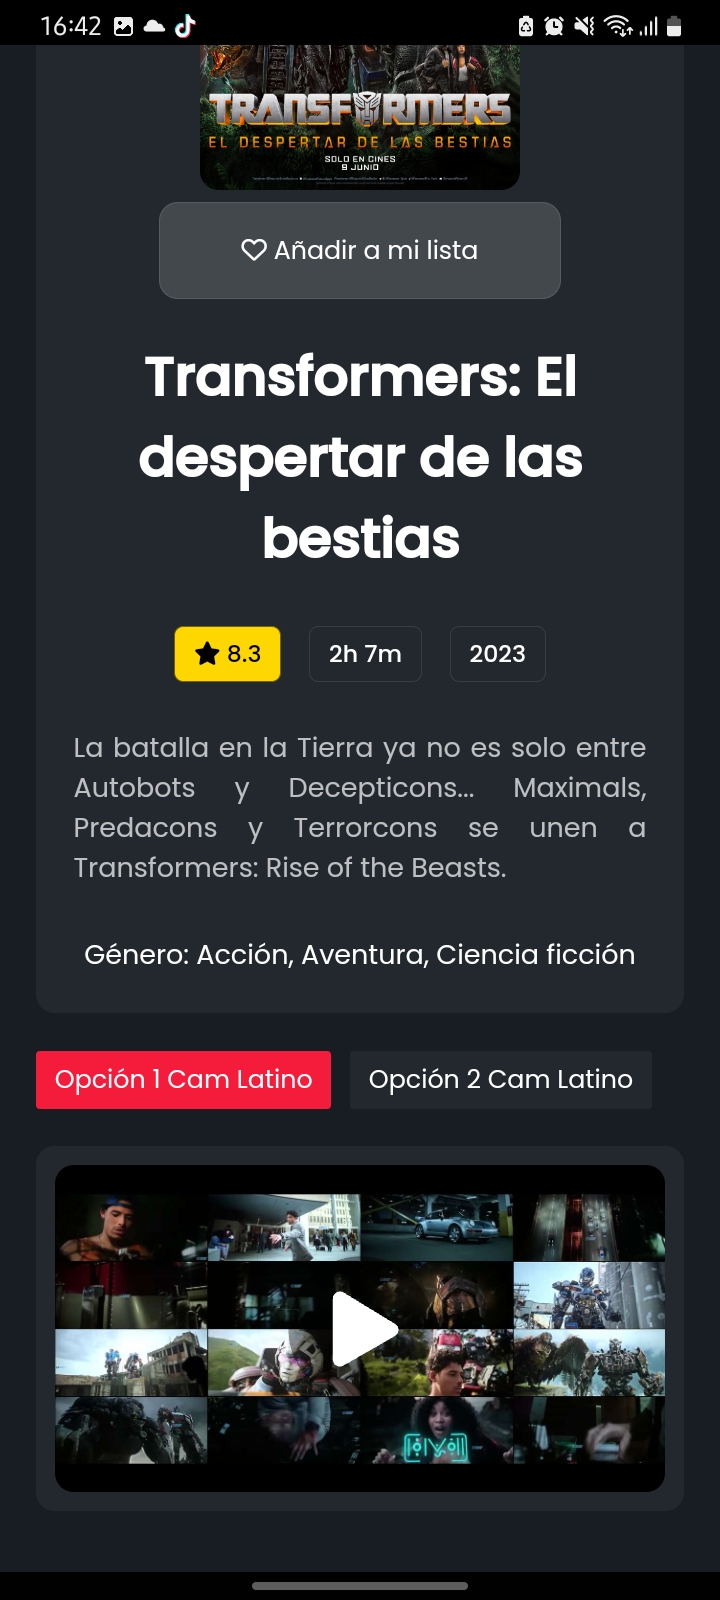 16:42
TRANSFORMERS
EL DESPERTAR DE LAS BESTIAS
SOLO EN CINES
9 JUNIO
Añadir a mi lista
Transformers: El
despertar de las
bestias
8.3 2h 7m 2023
La batalla en la Tierra ya no es solo entre
Autobots y Decepticons... Maximals,
Predacons y Terrorcons se unen a
Transformers: Rise of the Beasts.
Género: Acción, Aventura, Ciencia ficción
Opción 1 Cam Latino Opción 2 Cam Latino